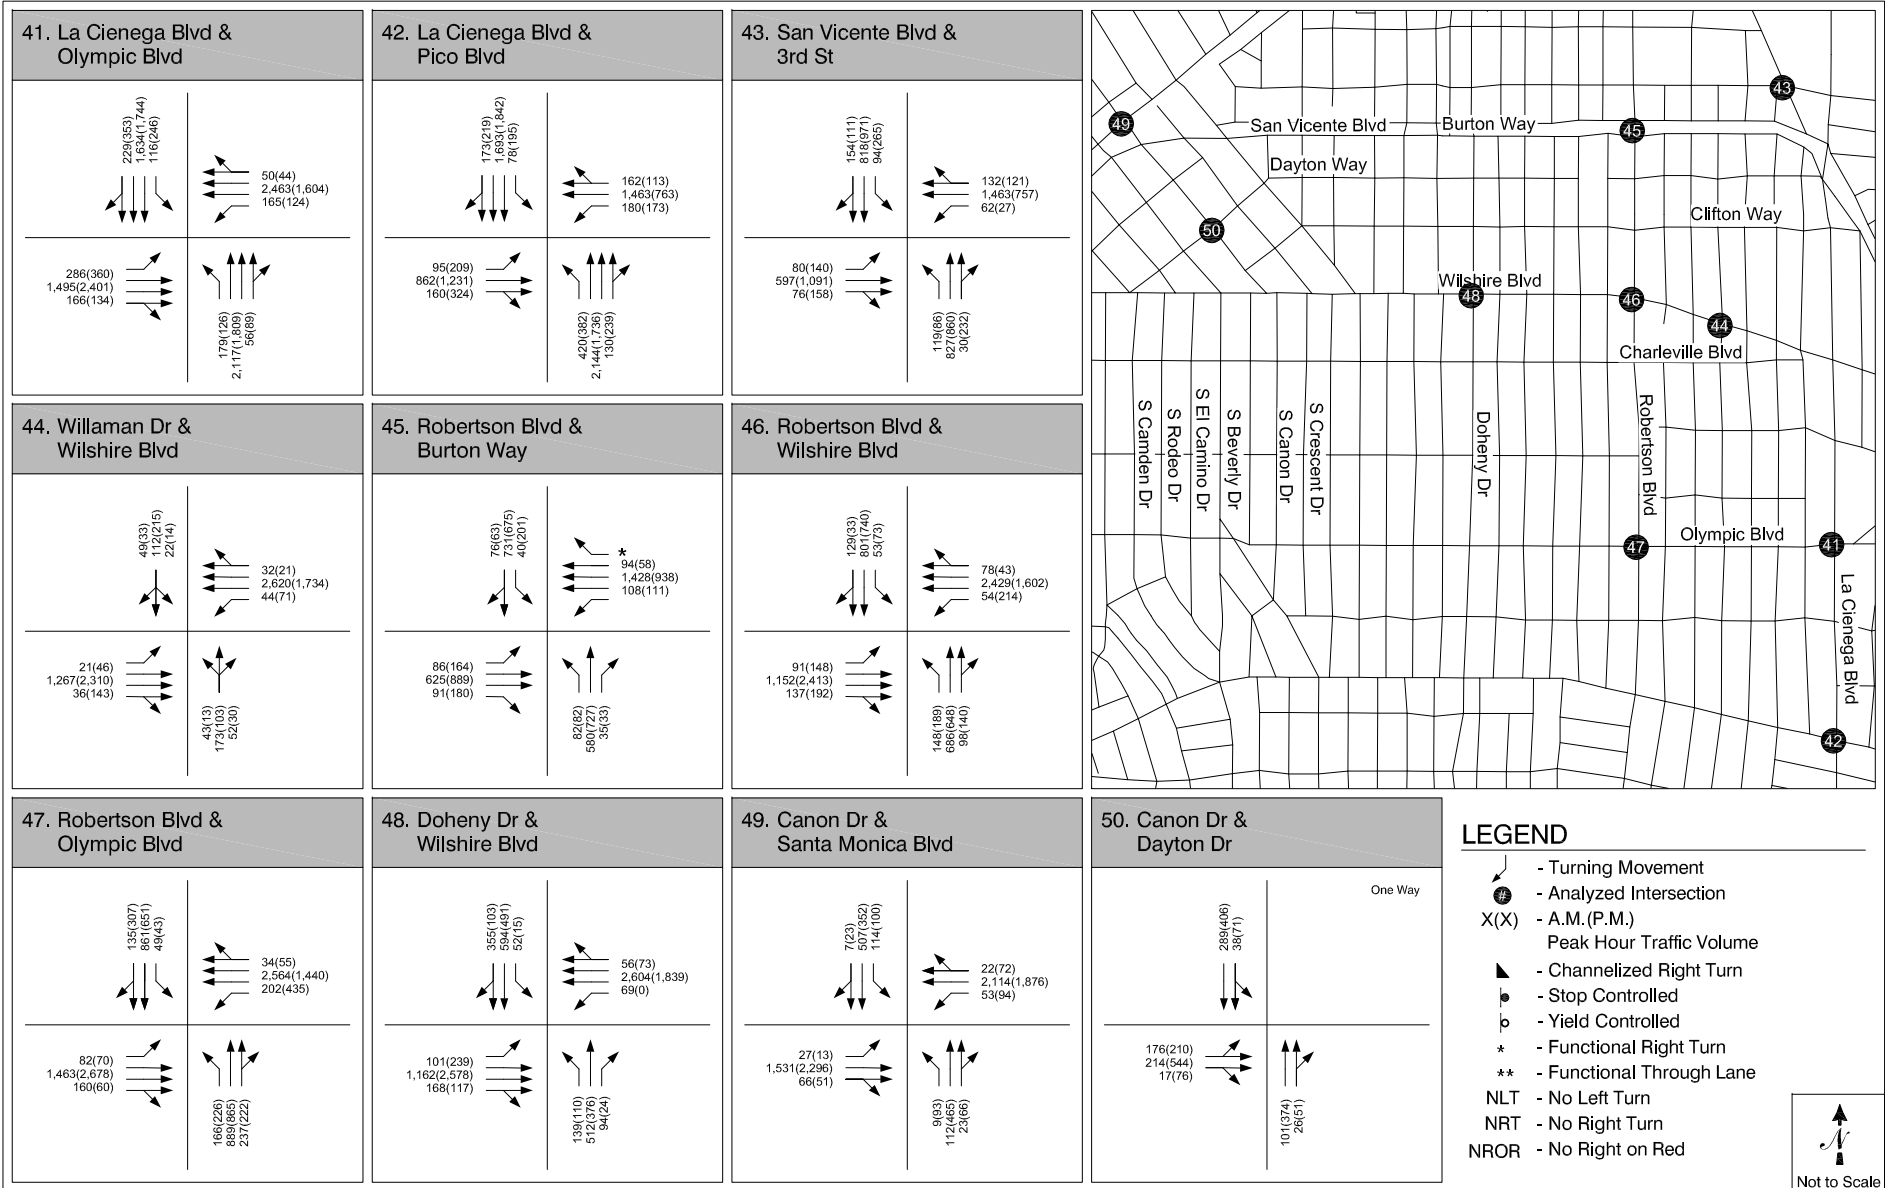 41. La Cienega Blvd &
Olympic Blvd
229(353)
1,634(1,744)
116(246)
50(44)
2,463(1,604)
165(124)
286(360)
1,495(2,401)
166(134)
179(126)
2,117(1,809)
56(89)
42. La Cienega Blvd &
Pico Blvd
173(219)
1,693(1,842)
78(195)
162(113)
1,463(763)
180(173)
95(209)
862(1,231)
160(324)
420(382)
2,144(1,736)
130(239)
43. San Vicente Blvd &
3rd St
154(111)
818(971)
94(265)
132(121)
1,463(757)
62(27)
80(140)
597(1,091)
76(158)
119(86)
827(860)
30(232)
44. Willaman Dr &
Wilshire Blvd
49(33)
112(215)
22(14)
32(21)
2,620(1,734)
44(71)
21(46)
1,267(2,310)
36(143)
43(13)
173(103)
52(30)
45. Robertson Blvd &
Burton Way
76(63)
731(675)
40(201)
*
94(58)
1,428(938)
108(111)
86(164)
625(889)
91(180)
82(82)
580(727)
35(33)
46. Robertson Blvd &
Wilshire Blvd
129(33)
801(740)
53(73)
78(43)
2,429(1,602)
54(214)
91(148)
1,152(2,413)
137(192)
148(189)
686(648)
98(140)
47. Robertson Blvd &
Olympic Blvd
135(307)
861(651)
49(43)
34(55)
2,564(1,440)
202(435)
82(70)
1,463(2,678)
160(60)
166(226)
889(865)
237(222)
48. Doheny Dr &
Wilshire Blvd
355(103)
594(491)
52(15)
56(73)
2,604(1,839)
69(0)
101(239)
1,162(2,578)
168(117)
139(110)
512(376)
94(24)
49. Canon Dr &
Santa Monica Blvd
7(23)
507(352)
114(100)
22(72)
2,114(1,876)
53(94)
27(13)
1,531(2,296)
66(51)
9(93)
112(465)
23(66)
50. Canon Dr &
Dayton Dr
One Way
289(406)
38(71)
176(210)
214(544)
17(76)
101(374)
26(51)
43
49
San Vicente Blvd
Burton Way
45
Dayton Way
Clifton Way
50
Wilshire Blvd
48
46
44
Charleville Blvd
S Camden Dr
S Rodeo Dr
S El Camino Dr
S Beverly Dr
S Canon Dr
S Crescent Dr
Doheny Dr
Robertson Blvd
Olympic Blvd
47
41
La Cienega Blvd
42
LEGEND
- Turning Movement
# - Analyzed Intersection
X(X) - A.M.(P.M.)
Peak Hour Traffic Volume
- Channelized Right Turn
- Stop Controlled
- Yield Controlled
* - Functional Right Turn
** - Functional Through Lane
NLT - No Left Turn
NRT - No Right Turn
NROR - No Right on Red
N
Not to Scale